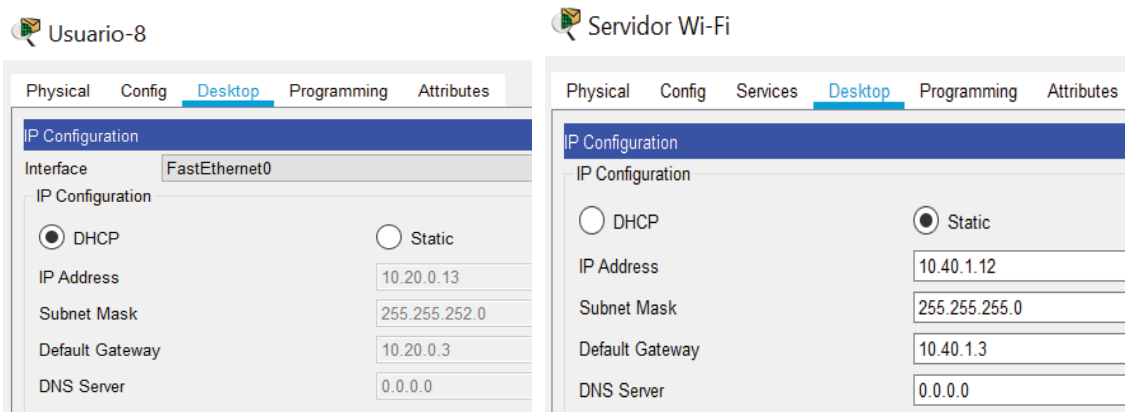 Usuario-8
Physical Config Desktop Programming Attributes
IP Configuration
Interface FastEthernet0
IP Configuration
DHCP Static
IP Address 10.20.0.13
Subnet Mask 255.255.252.0
Default Gateway 10.20.0.3
DNS Server 0.0.0.0
Servidor Wi-Fi
Physical Config Services Desktop Programming Attributes
IP Configuration
IP Configuration
DHCP Static
IP Address 10.40.1.12
Subnet Mask 255.255.255.0
Default Gateway 10.40.1.3
DNS Server 0.0.0.0